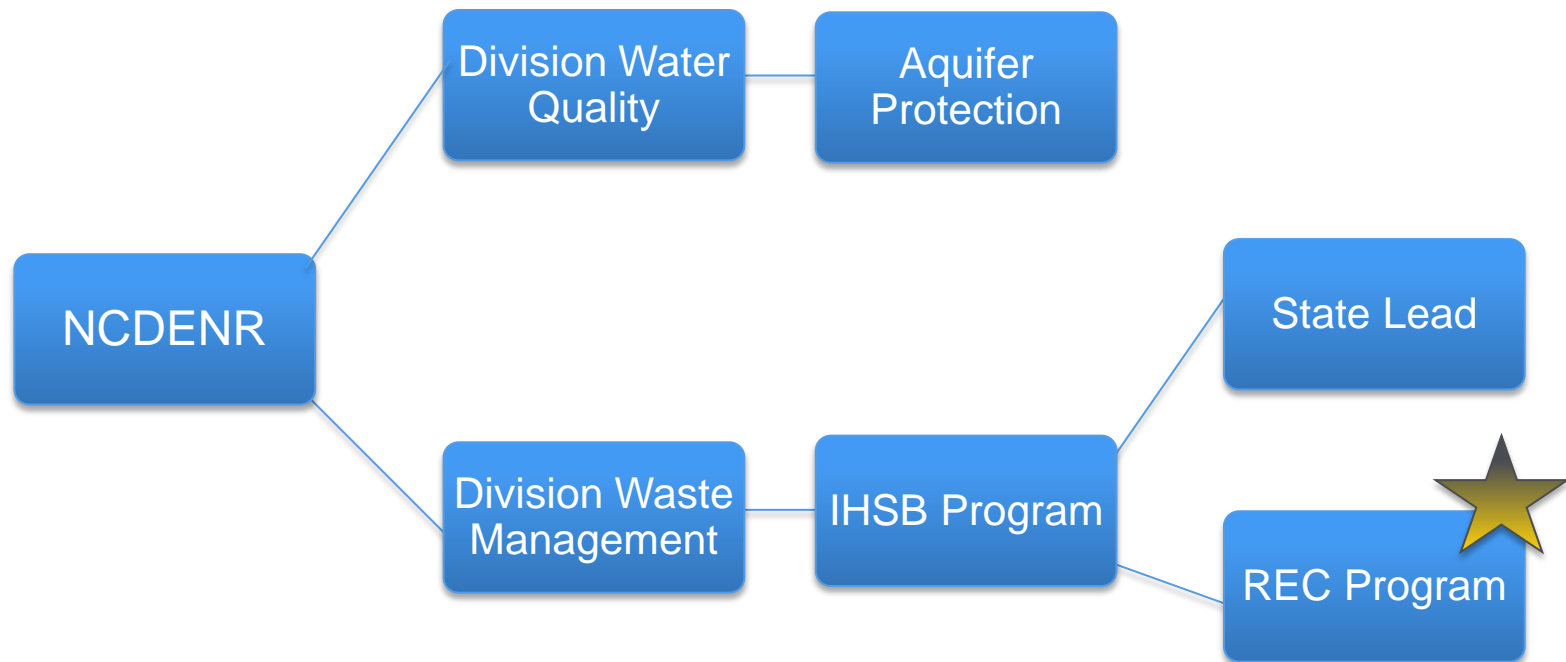 Division Water
Quality
Aquifer
Protection
NCDENR
State Lead
Division Waste
Management
IHSB Program
REC Program